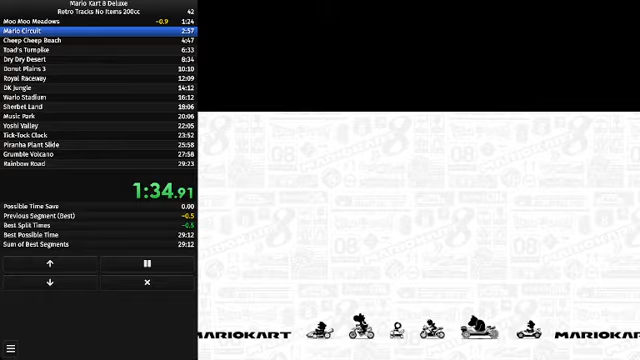 Mario Kart 8 Deluxe
Retro Tracks No Items 200cc 42
Moo Moo Meadows -0.9 1:24
Mario Circuit 2:57
Cheep Cheep Beach 4:47
Toad's Turnpike 6:33
Dry Dry Desert 8:34
Donut Plains 3 10:10
Royal Raceway 12:09
DK Jungle 14:12
Wario Stadium 16:12
Sherbet Land 18:06
Music Park 20:06
Yoshi Valley 22:05
Tick-Tock Clock 23:52
Piranha Plant Slide 25:58
Grumble Volcano 27:58
Rainbow Road 29:23
1:34.91
Possible Time Save 0.00
Previous Segment (Best) -0.5
Best Split Times -0.5
Best Possible Time 29:12
Sum of Best Segments 29:12
MARIOKART MARIOKART